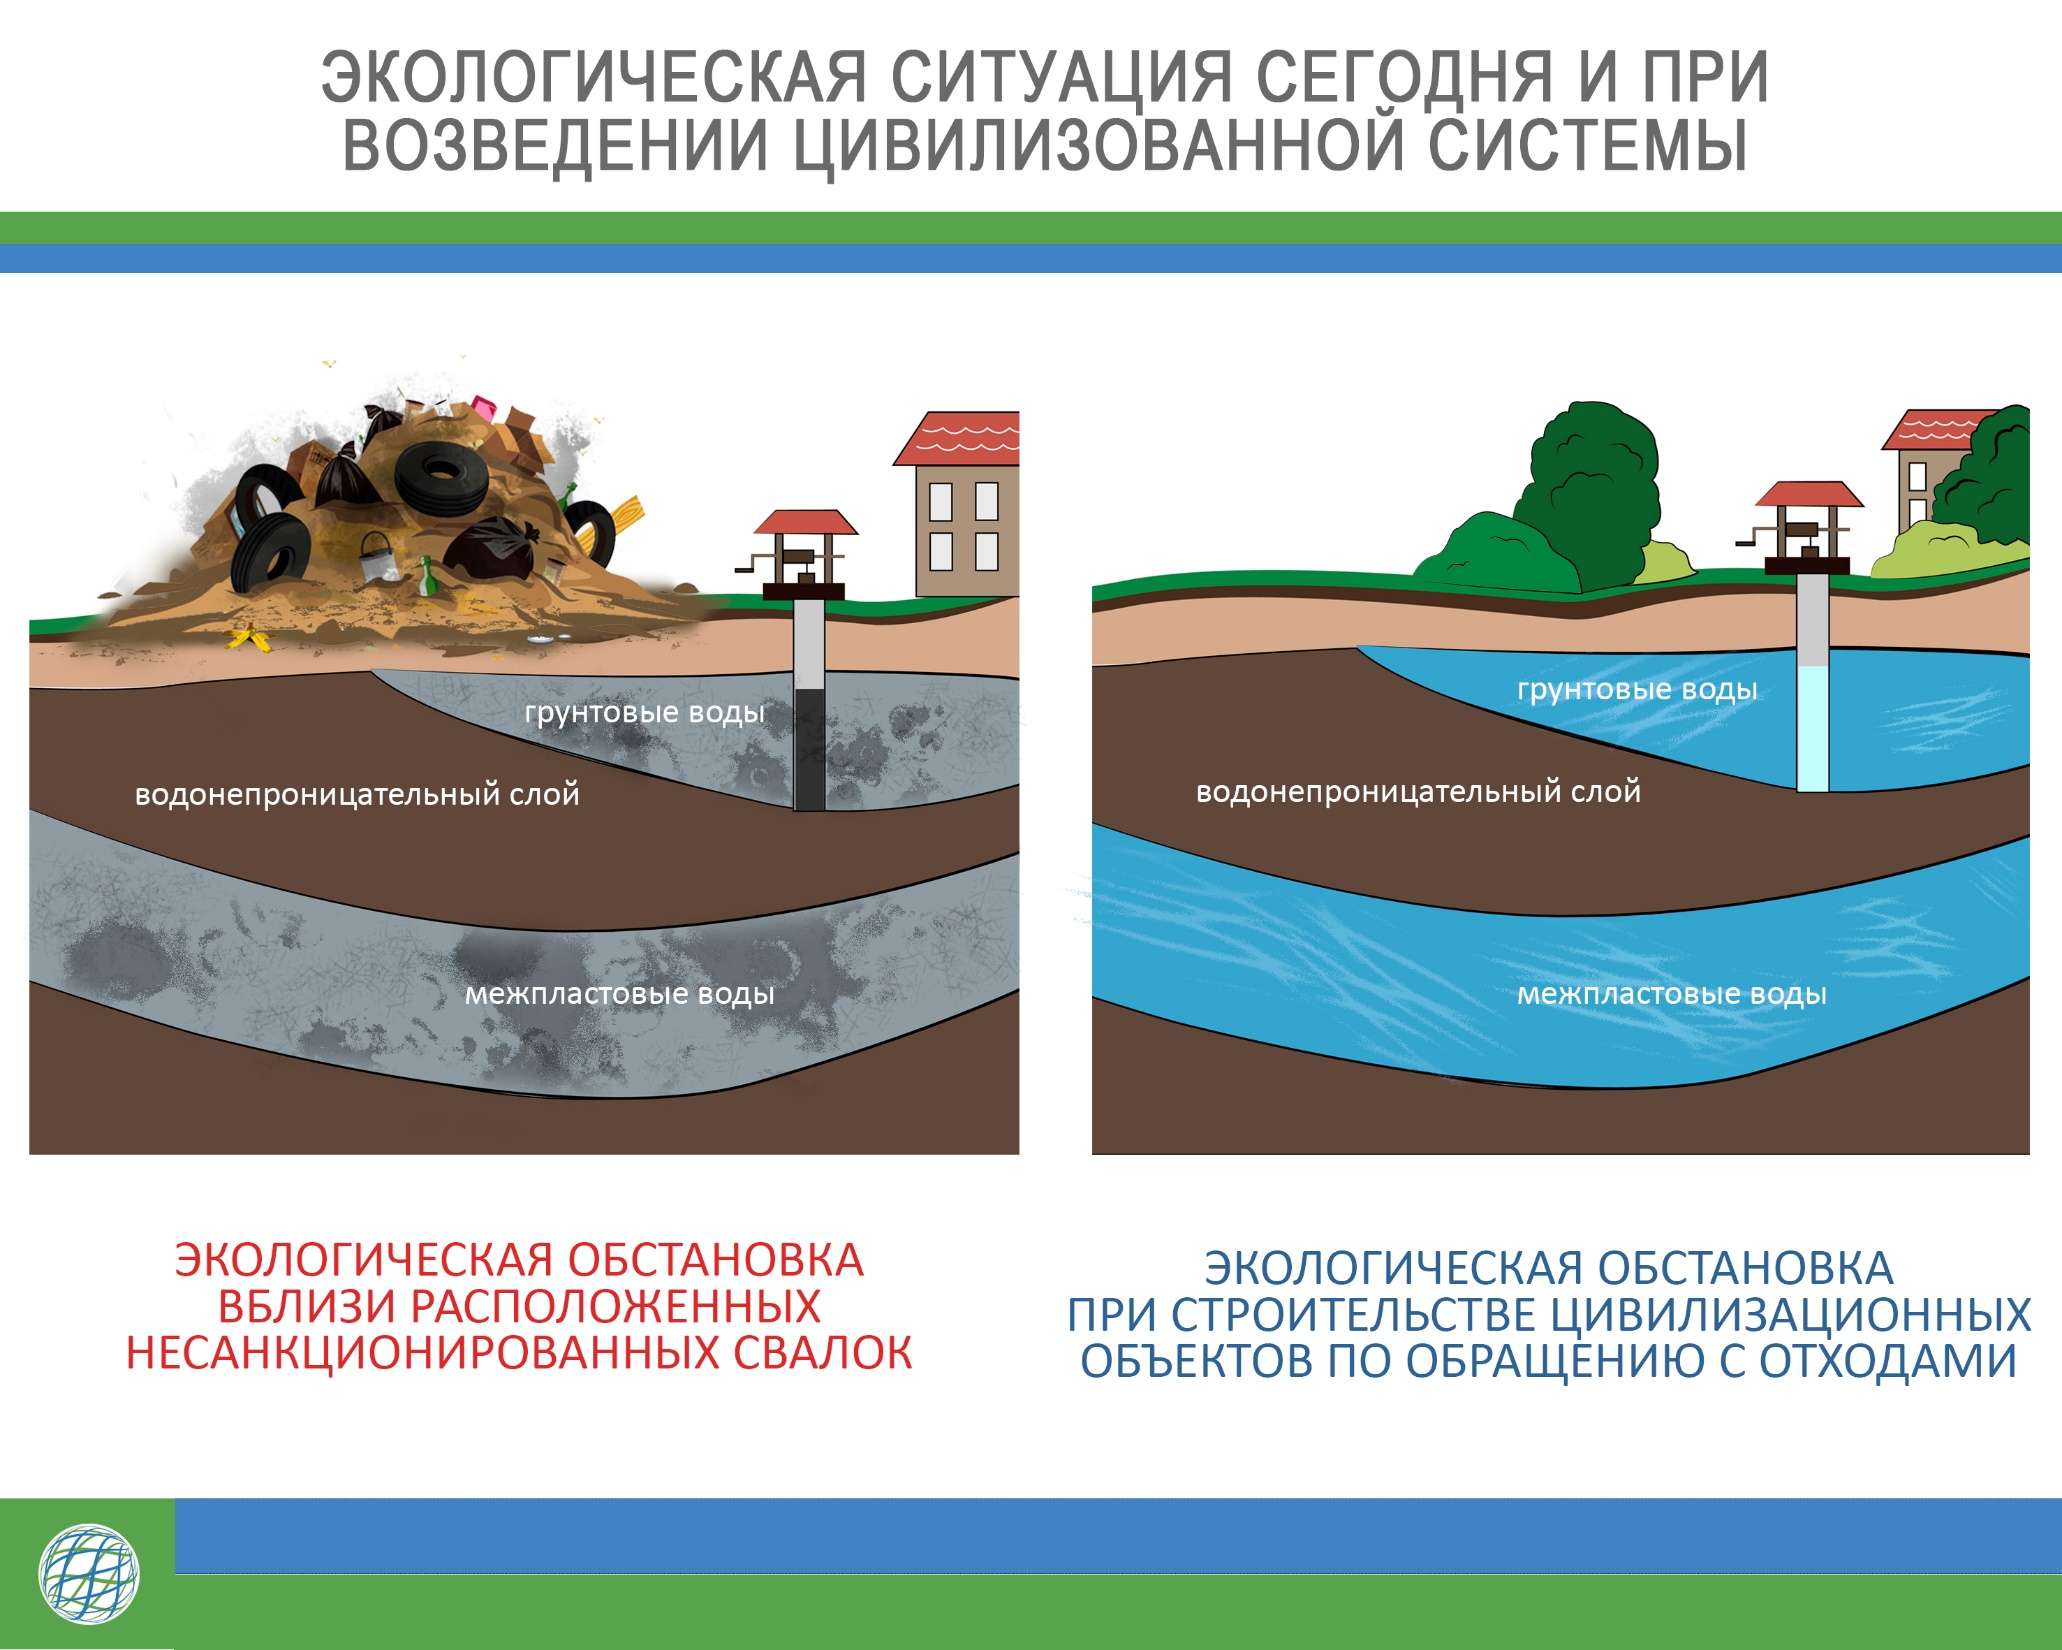 ЭКОЛОГИЧЕСКАЯ СИТУАЦИЯ СЕГОДНЯ И ПРИ
ВОЗВЕДЕНИИ ЦИВИЛИЗОВАННОЙ СИСТЕМЫ
грунтовые воды
водонепроницательный слой
межпластовые воды
грунтовые воды
водонепроницательный слой
межпластовые воды
ЭКОЛОГИЧЕСКАЯ ОБСТАНОВКА
ВБЛИЗИ РАСПОЛОЖЕННЫХ
НЕСАНКЦИОНИРОВАННЫХ СВАЛОК
ЭКОЛОГИЧЕСКАЯ ОБСТАНОВКА
ПРИ СТРОИТЕЛЬСТВЕ ЦИВИЛИЗАЦИОННЫХ
ОБЪЕКТОВ ПО ОБРАЩЕНИЮ С ОТХОДАМИ